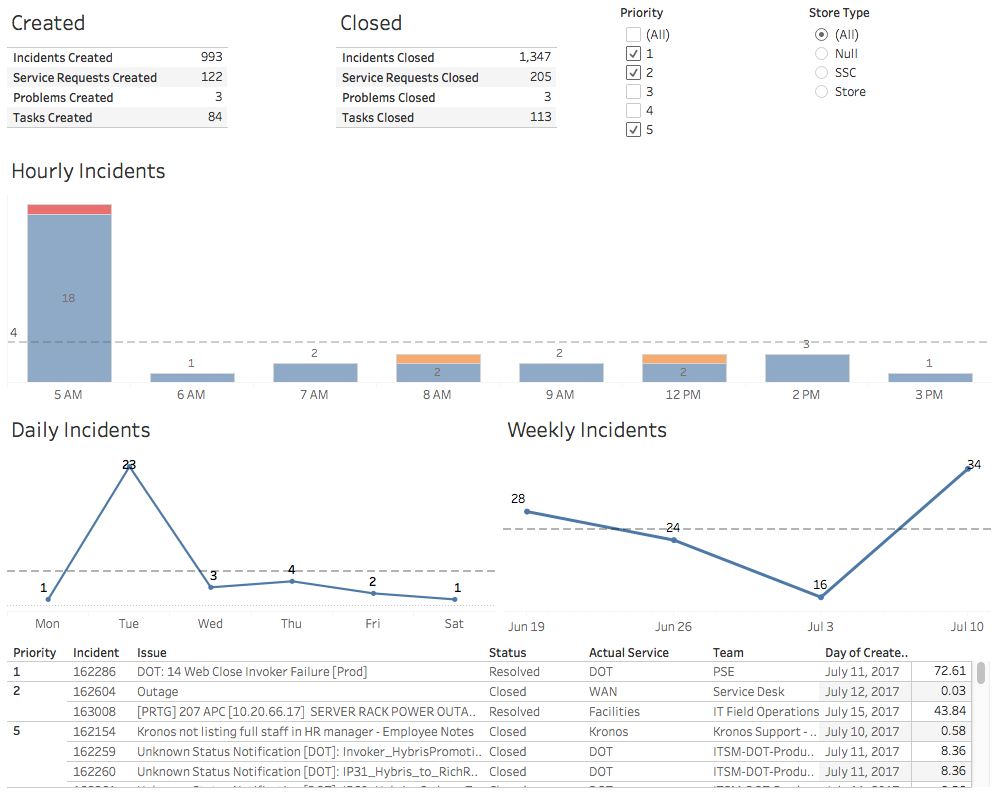 Created
Incidents Created 993
Service Requests Created 122
Problems Created 3
Tasks Created 84
Closed
Incidents Closed 1,347
Service Requests Closed 205
Problems Closed 3
Tasks Closed 113
Priority
(All)
1
2
3
4
5
Store Type
(All)
Null
SSC
Store
Hourly Incidents
18
4
1
2
2
2
2
3
1
5 AM 6 AM 7 AM 8 AM 9 AM 12 PM 2 PM 3 PM
Daily Incidents
23
1
3
4
2
1
Mon Tue Wed Thu Fri Sat
Weekly Incidents
34
28
24
16
Jun 19 Jun 26 Jul 3 Jul 10
Priority Incident Issue Status Actual Service Team Day of Create..
1 162286 DOT: 14 Web Close Invoker Failure [Prod] Resolved DOT PSE July 11, 2017 72.61
2 162604 Outage Closed WAN Service Desk July 12, 2017 0.03
163008 [PRTG] 207 APC [10.20.66.17] SERVER RACK POWER OUTA.. Resolved Facilities IT Field Operations July 15, 2017 43.84
5 162154 Kronos not listing full staff in HR manager - Employee Notes Closed Kronos Kronos Support - .. July 10, 2017 0.58
162259 Unknown Status Notification [DOT]: Invoker_HybrisPromoti.. Closed DOT ITSM-DOT-Produ.. July 11, 2017 8.36
162260 Unknown Status Notification [DOT]: IP31_Hybris_to_RichR.. Closed DOT ITSM-DOT-Produ.. July 11, 2017 8.36